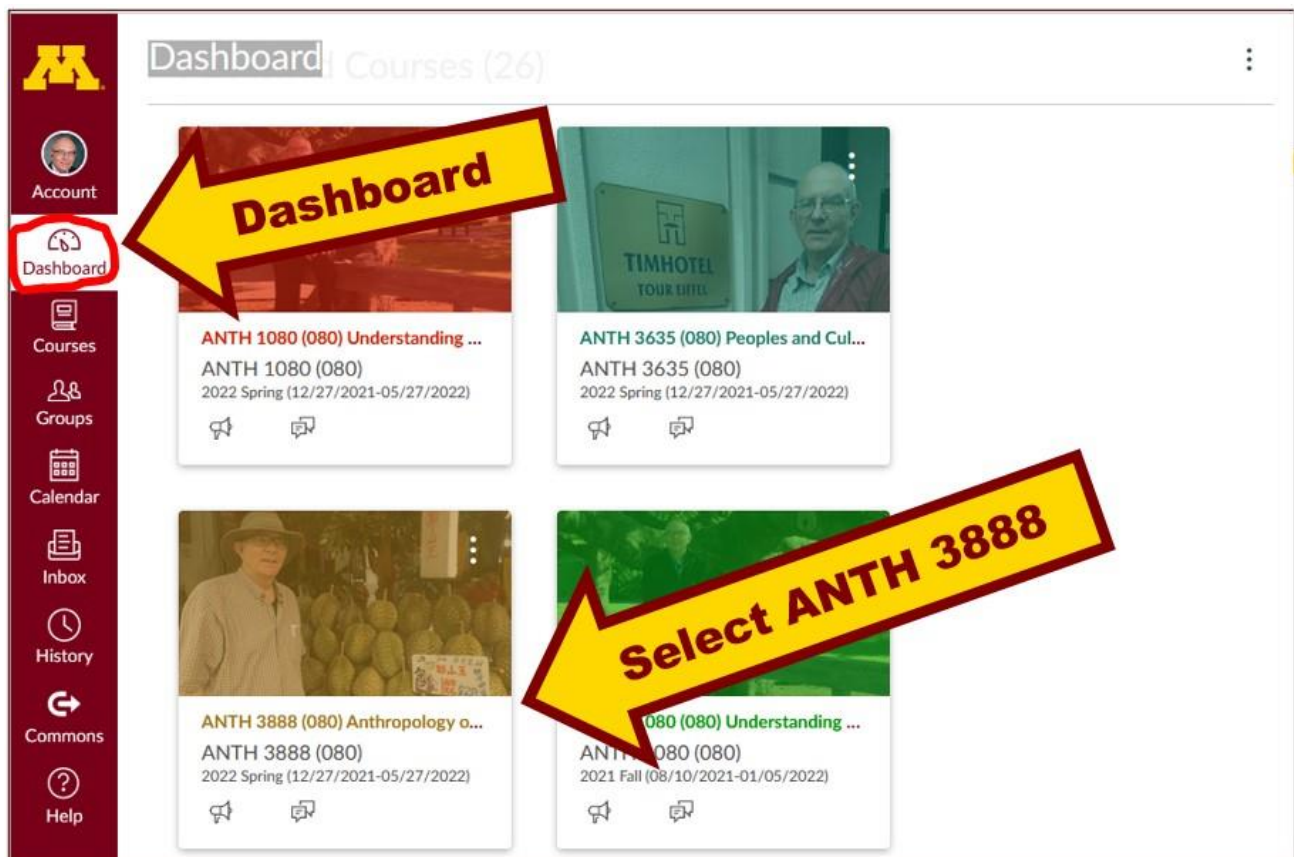 M
Dashboard
Courses (26)
Account
Dashboard
Courses
Groups
Calendar
Inbox
History
Commons
Help
Dashboard
ANTH 1080 (080) Understanding ...
ANTH 1080 (080)
2022 Spring (12/27/2021-05/27/2022)
TIMHOTEL
TOUR EIFFEL
ANTH 3635 (080) Peoples and Cul...
ANTH 3635 (080)
2022 Spring (12/27/2021-05/27/2022)
ANTH 3888 (080) Anthropology o...
ANTH 3888 (080)
2022 Spring (12/27/2021-05/27/2022)
Select ANTH 3888
080 (080) Understanding ...
ANTH 080 (080)
2021 Fall (08/10/2021-01/05/2022)